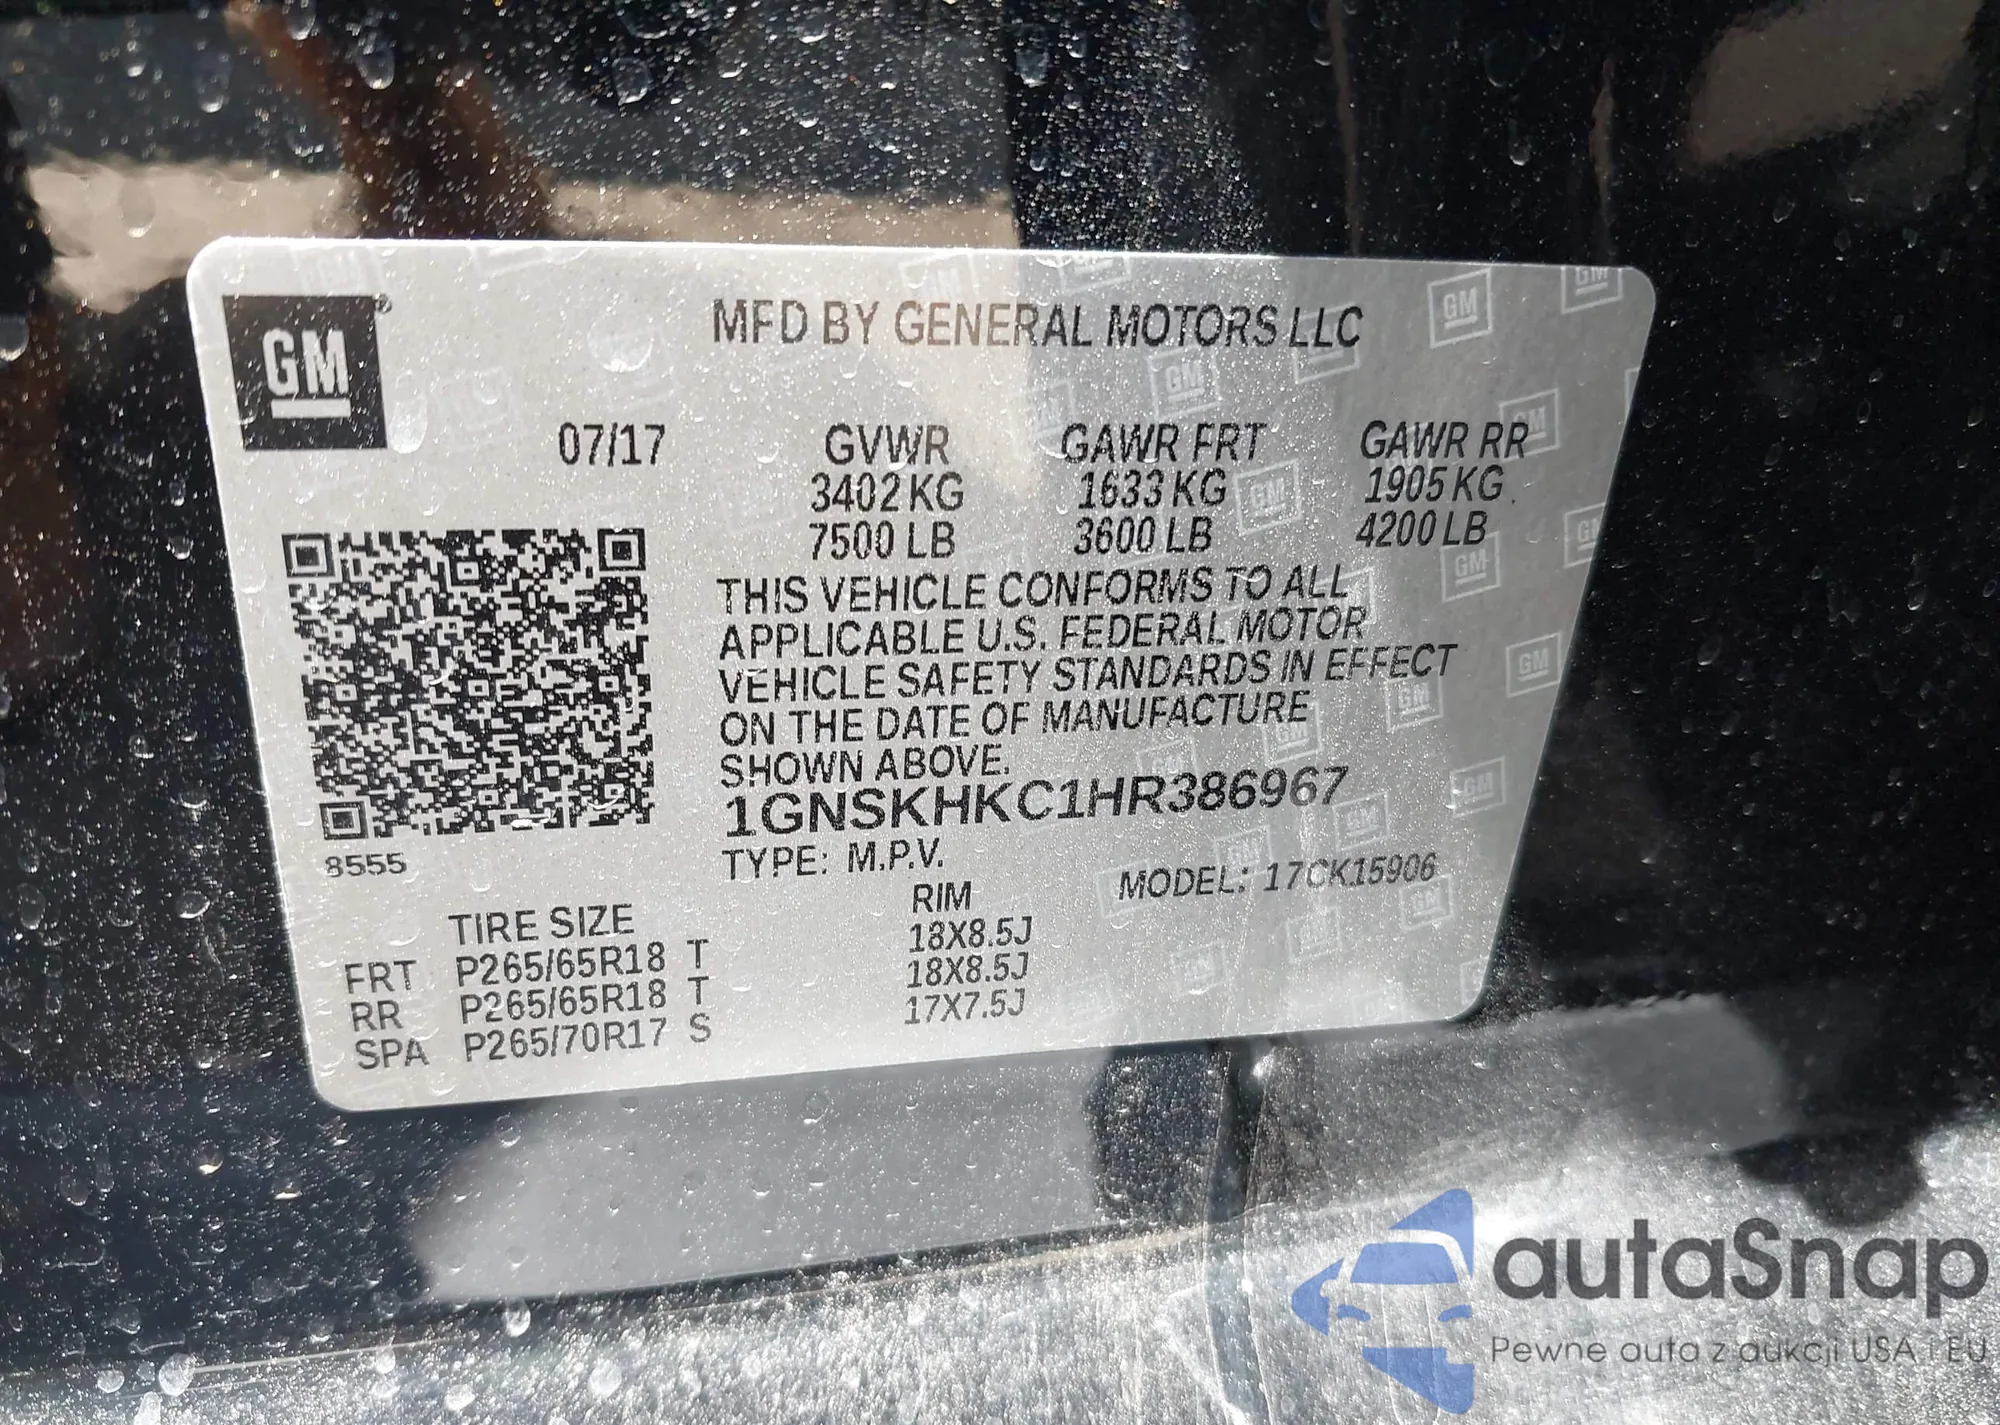 GM®
MFD BY GENERAL MOTORS LLC
07/17 GVWR GAWR FRT GAWR RR
3402 KG 1633 KG 1905 KG
7500 LB 3600 LB 4200 LB
THIS VEHICLE CONFORMS TO ALL
APPLICABLE U.S. FEDERAL MOTOR
VEHICLE SAFETY STANDARDS IN EFFECT
ON THE DATE OF MANUFACTURE
SHOWN ABOVE.
1GNSKHKC1HR386967
8555
TYPE: M.P.V. MODEL: 17CK15906
TIRE SIZE RIM
FRT P265/65R18 T 18X8.5J
RR P265/65R18 T 18X8.5J
SPA P265/70R17 S 17X7.5J
autaSnap
Pewne auta z aukcji USA i EU